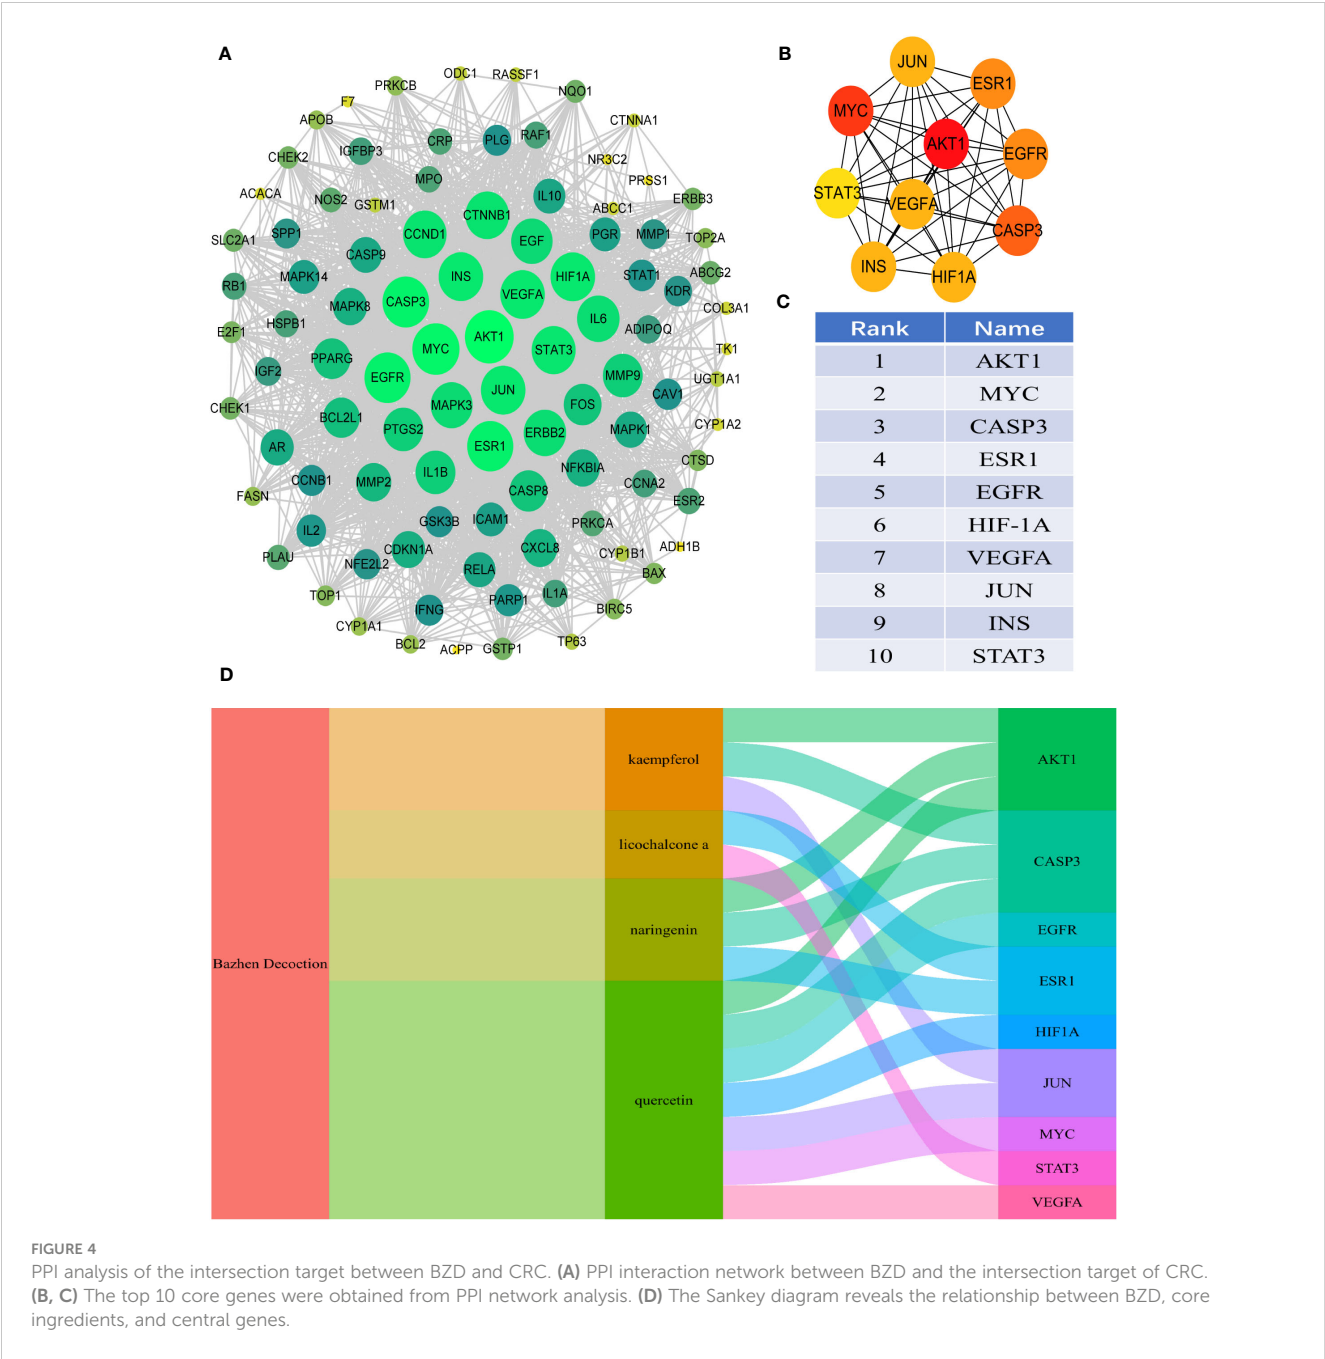 A
ODC1
RASSF1
PRKCB
NQO1
F7
APOB
CTNNA1
CRP
PLG
RAF1
IGFBP3
CHEK2
NR3C2
MPO
PRSS1
ACACA
NOS2
GSTM1
IL10
ABCC1
ERBB3
CTNNB1
SLC2A1
SPP1
CCND1
EGF
PGR
MMP1
TOP2A
CASP9
RB1
MAPK14
INS
HIF1A
STAT1
KDR
ABCG2
MAPK8
CASP3
VEGFA
COL3A1
E2F1
HSPB1
IL6
ADIPOQ
AKT1
PPARG
MYC
STAT3
TK1
IGF2
EGFR
MMP9
UGT1A1
JUN
CAV1
CHEK1
BCL2L1
MAPK3
FOS
CYP1A2
PTGS2
ERBB2
MAPK1
AR
ESR1
CTSD
CCNB1
MMP2
IL1B
NFKBIA
CCNA2
FASN
CASP8
ESR2
IL2
GSK3B
ICAM1
PRKCA
PLAU
NFE2L2
CDKN1A
CXCL8
CYP1B1
ADH1B
RELA
BAX
TOP1
IFNG
PARP1
IL1A
BIRC5
CYP1A1
BCL2
ACPP
GSTP1
TP63
B
JUN
ESR1
MYC
AKT1
EGFR
STAT3
VEGFA
CASP3
INS
HIF1A
C
Rank Name
1 AKT1
2 MYC
3 CASP3
4 ESR1
5 EGFR
6 HIF-1A
7 VEGFA
8 JUN
9 INS
10 STAT3
D
Bazhen Decoction
kaempferol
licochalcone a
naringenin
quercetin
AKT1
CASP3
EGFR
ESR1
HIF1A
JUN
MYC
STAT3
VEGFA
FIGURE 4
PPI analysis of the intersection target between BZD and CRC. (A) PPI interaction network between BZD and the intersection target of CRC.
(B, C) The top 10 core genes were obtained from PPI network analysis. (D) The Sankey diagram reveals the relationship between BZD, core
ingredients, and central genes.